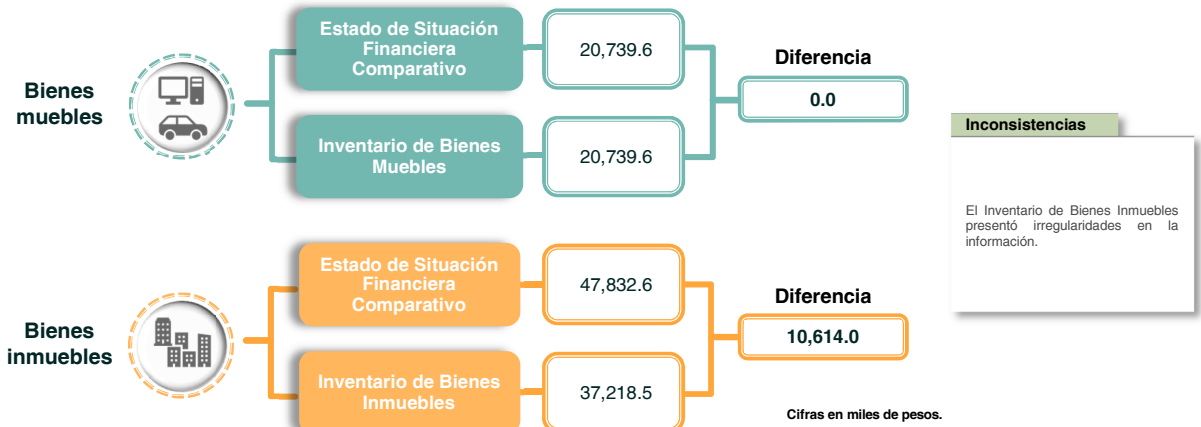 Bienes
muebles
Estado de Situación
Financiera
Comparativo
20,739.6
Inventario de Bienes
Muebles
20,739.6
Diferencia
0.0
Inconsistencias
El Inventario de Bienes Inmuebles
presentó irregularidades en la
información.
Bienes
inmuebles
Estado de Situación
Financiera
Comparativo
47,832.6
Inventario de Bienes
Inmuebles
37,218.5
Diferencia
10,614.0
Cifras en miles de pesos.